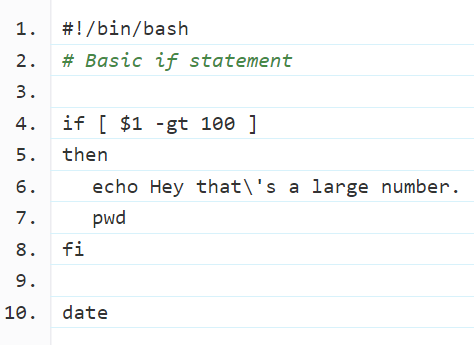 1. #!/bin/bash
2. # Basic if statement
3.
4. if [ $1 -gt 100 ]
5. then
6. echo Hey that\'s a large number.
7. pwd
8. fi
9.
10. date